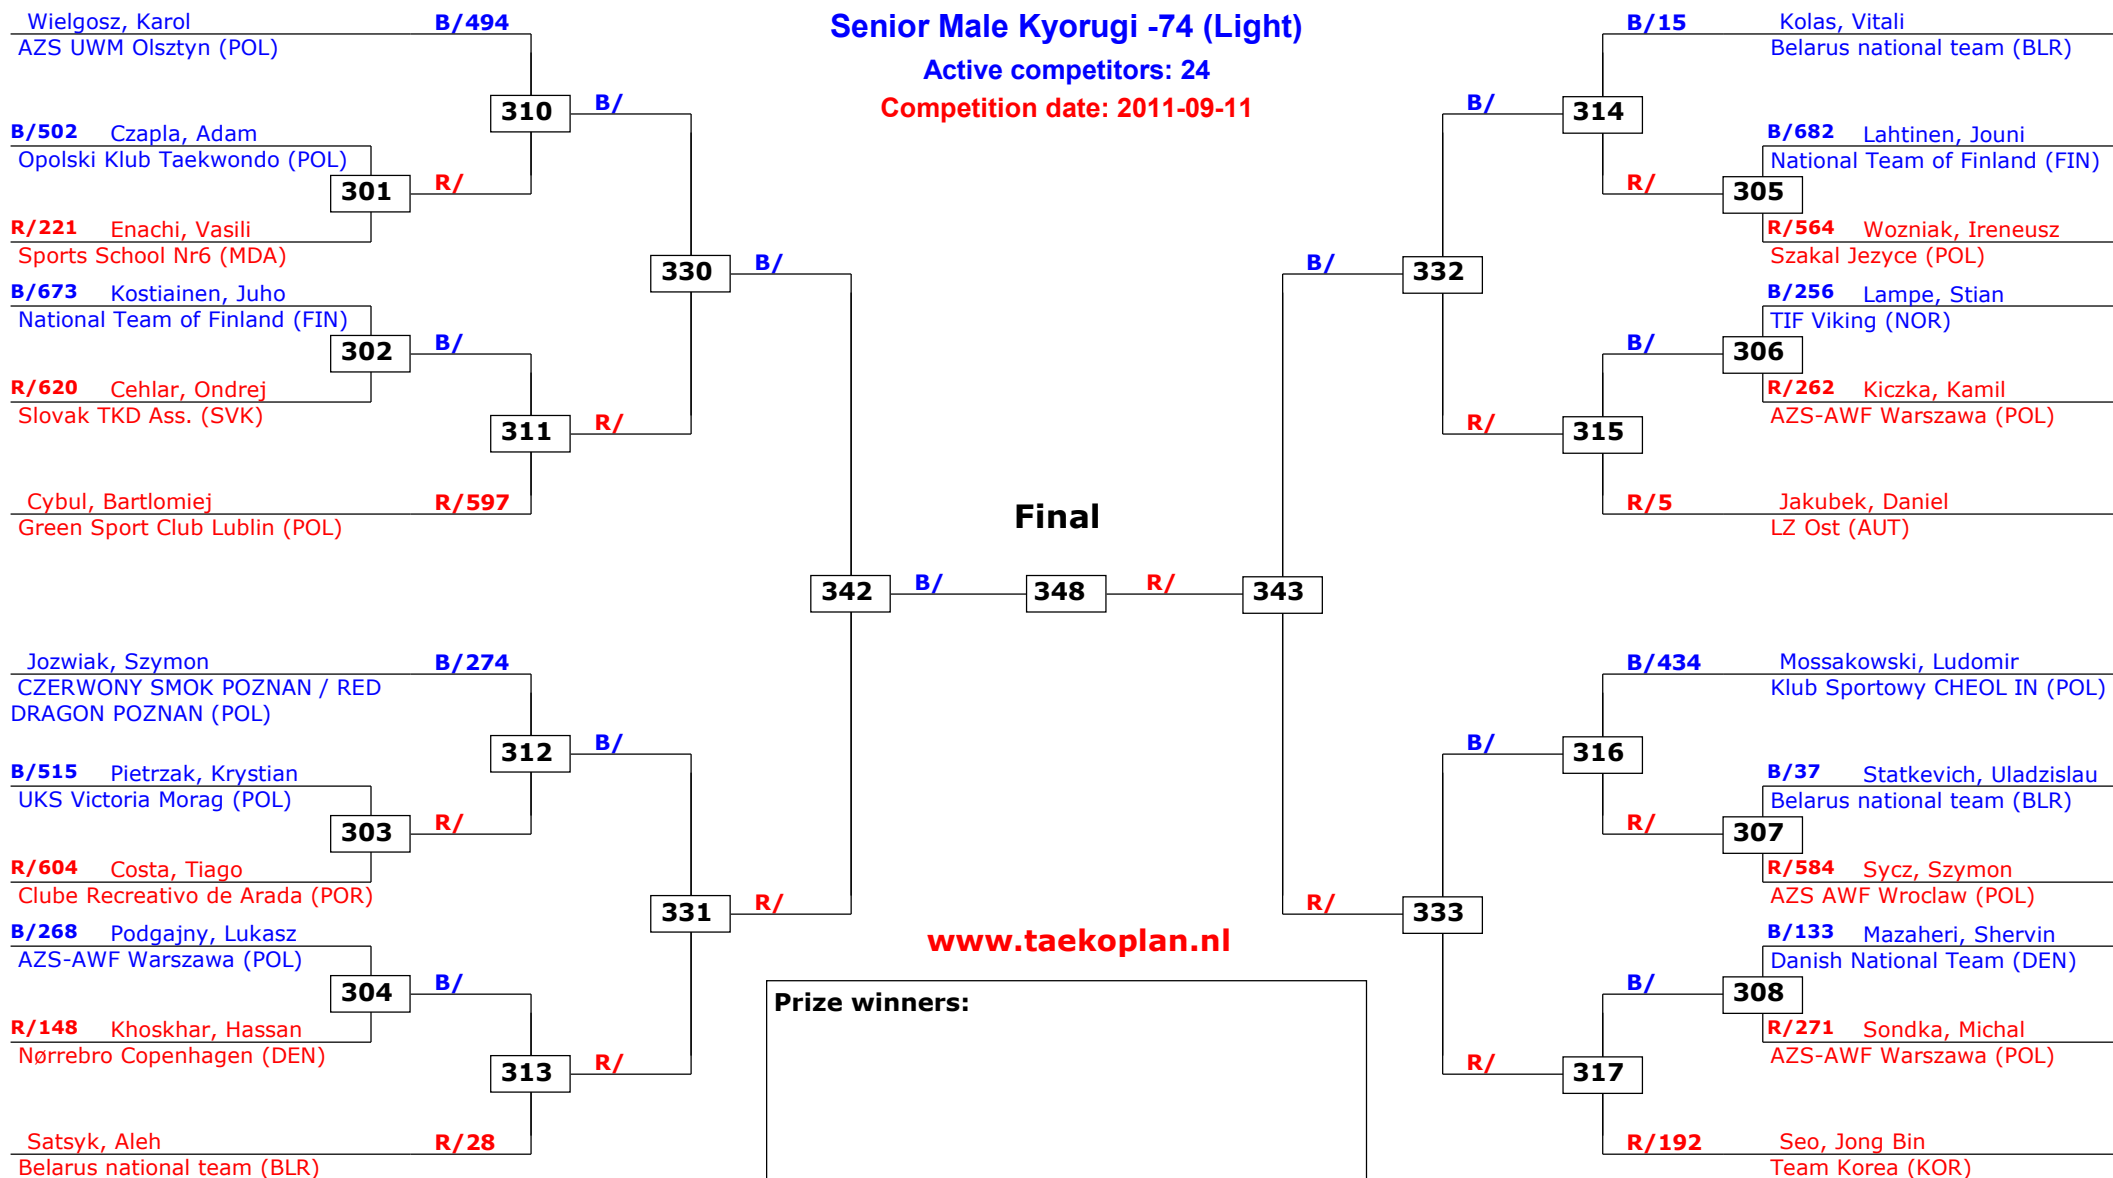 Senior Male Kyorugi -74 (Light)
Active competitors: 24
Competition date: 2011-09-11
Wielgosz, Karol B/494
AZS UWM Olsztyn (POL)
310 B/
B/502 Czapla, Adam
Opolski Klub Taekwondo (POL)
301 R/
R/221 Enachi, Vasili
Sports School Nr6 (MDA)
330 B/
B/673 Kostiainen, Juho
National Team of Finland (FIN)
302 B/
R/620 Cehlar, Ondrej
Slovak TKD Ass. (SVK)
311 R/
Cybul, Bartlomiej R/597
Green Sport Club Lublin (POL)
342 B/
Jozwiak, Szymon B/274
CZERWONY SMOK POZNAN / RED
DRAGON POZNAN (POL)
312 B/
B/515 Pietrzak, Krystian
UKS Victoria Morag (POL)
303 R/
R/604 Costa, Tiago
Clube Recreativo de Arada (POR)
331 R/
B/268 Podgajny, Lukasz
AZS-AWF Warszawa (POL)
304 B/
R/148 Khoskhar, Hassan
Nørrebro Copenhagen (DEN)
313 R/
Satsyk, Aleh R/28
Belarus national team (BLR)
Final
348
B/15 Kolas, Vitali
Belarus national team (BLR)
B/ 314
B/682 Lahtinen, Jouni
National Team of Finland (FIN)
R/ 305
R/564 Wozniak, Ireneusz
Szakal Jezyce (POL)
B/ 332
B/256 Lampe, Stian
TIF Viking (NOR)
B/ 306
R/262 Kiczka, Kamil
AZS-AWF Warszawa (POL)
R/ 315
R/5 Jakubek, Daniel
LZ Ost (AUT)
R/ 343
B/434 Mossakowski, Ludomir
Klub Sportowy CHEOL IN (POL)
B/ 316
B/37 Statkevich, Uladzislau
Belarus national team (BLR)
R/ 307
R/584 Sycz, Szymon
AZS AWF Wroclaw (POL)
R/ 333
B/133 Mazaheri, Shervin
Danish National Team (DEN)
B/ 308
R/271 Sondka, Michal
AZS-AWF Warszawa (POL)
R/ 317
R/192 Seo, Jong Bin
Team Korea (KOR)
www.taekoplan.nl
Prize winners: